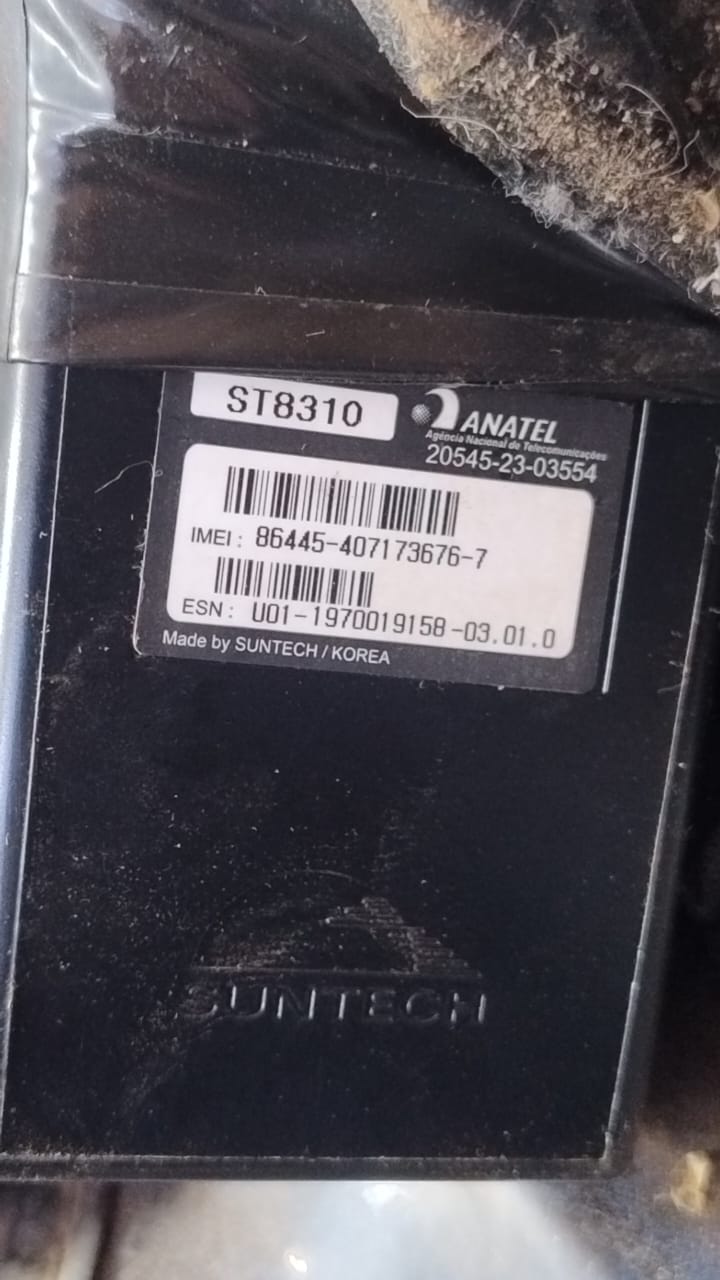 ST8310
ANATEL
Agência Nacional de Telecomunicações
20545-23-03554
IMEI: 86445-407173676-7
ESN: U01-1970019158-03.01.0
Made by SUNTECH / KOREA
SUNTECH